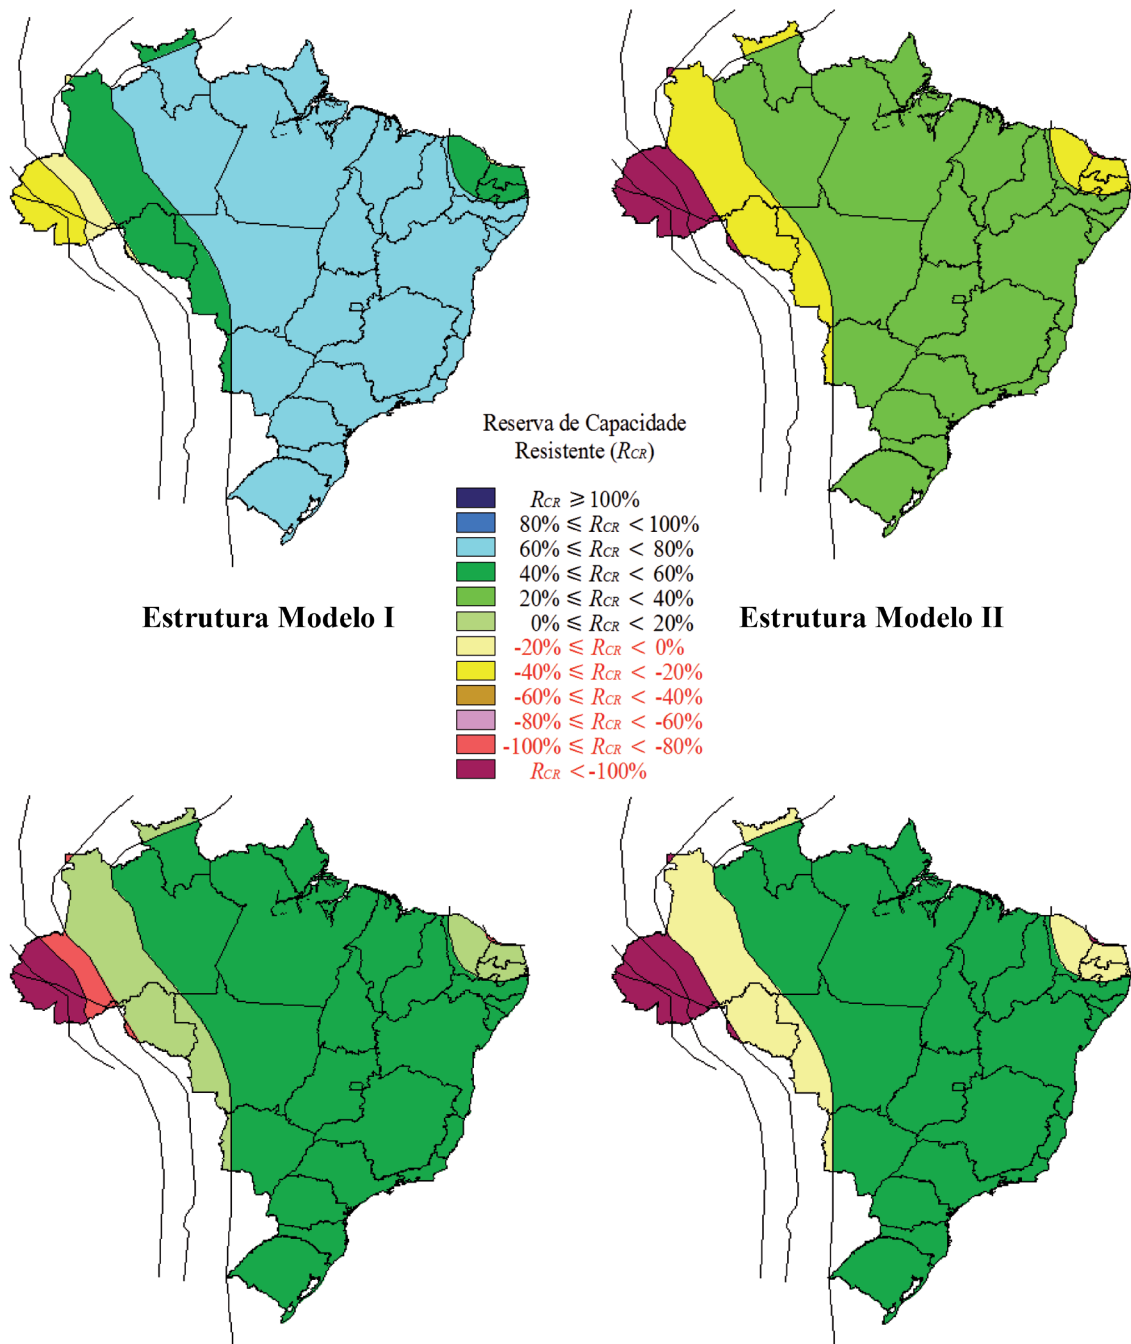 Reserva de Capacidade
Resistente (RCR)
RCR ⩾ 100%
80% ⩽ RCR < 100%
60% ⩽ RCR < 80%
40% ⩽ RCR < 60%
20% ⩽ RCR < 40%
0% ⩽ RCR < 20%
-20% ⩽ RCR < 0%
-40% ⩽ RCR < -20%
-60% ⩽ RCR < -40%
-80% ⩽ RCR < -60%
-100% ⩽ RCR < -80%
RCR < -100%
Estrutura Modelo I
Estrutura Modelo II